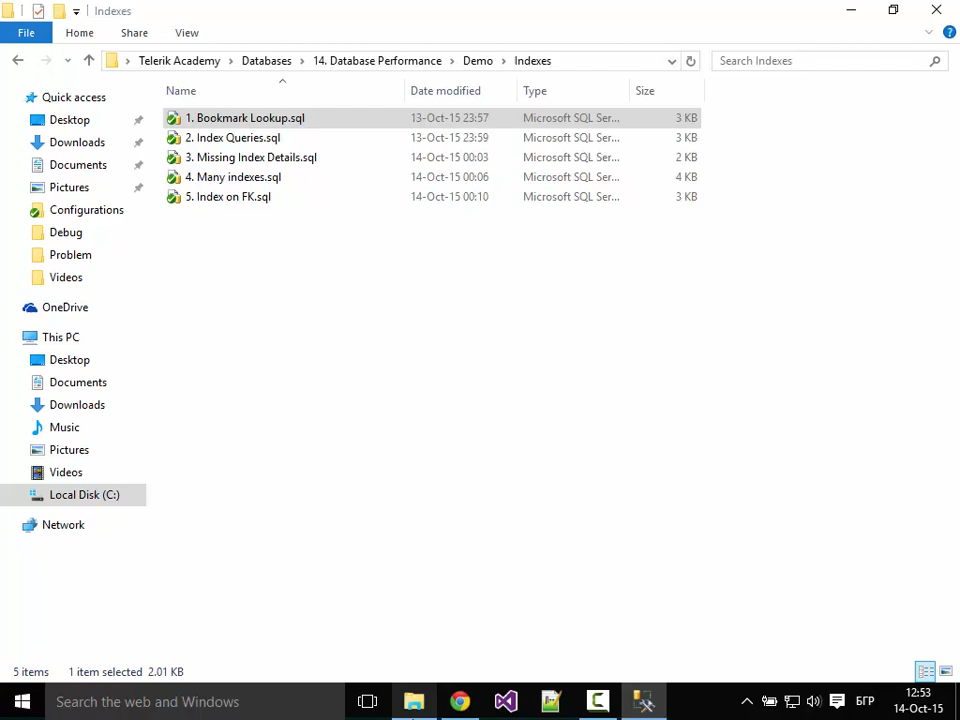 Indexes
File Home Share View
Telerik Academy Databases 14. Database Performance Demo Indexes Search Indexes
Name Date modified Type Size
Quick access
Desktop
Downloads
Documents
Pictures
Configurations
Debug
Problem
Videos
OneDrive
This PC
Desktop
Documents
Downloads
Music
Pictures
Videos
Local Disk (C:)
Network
1. Bookmark Lookup.sql 13-Oct-15 23:57 Microsoft SQL Ser... 3 KB
2. Index Queries.sql 13-Oct-15 23:59 Microsoft SQL Ser... 3 KB
3. Missing Index Details.sql 14-Oct-15 00:03 Microsoft SQL Ser... 2 KB
4. Many indexes.sql 14-Oct-15 00:06 Microsoft SQL Ser... 4 KB
5. Index on FK.sql 14-Oct-15 00:10 Microsoft SQL Ser... 3 KB
5 items 1 item selected 2.01 KB
Search the web and Windows
БГР
12:53
14-Oct-15